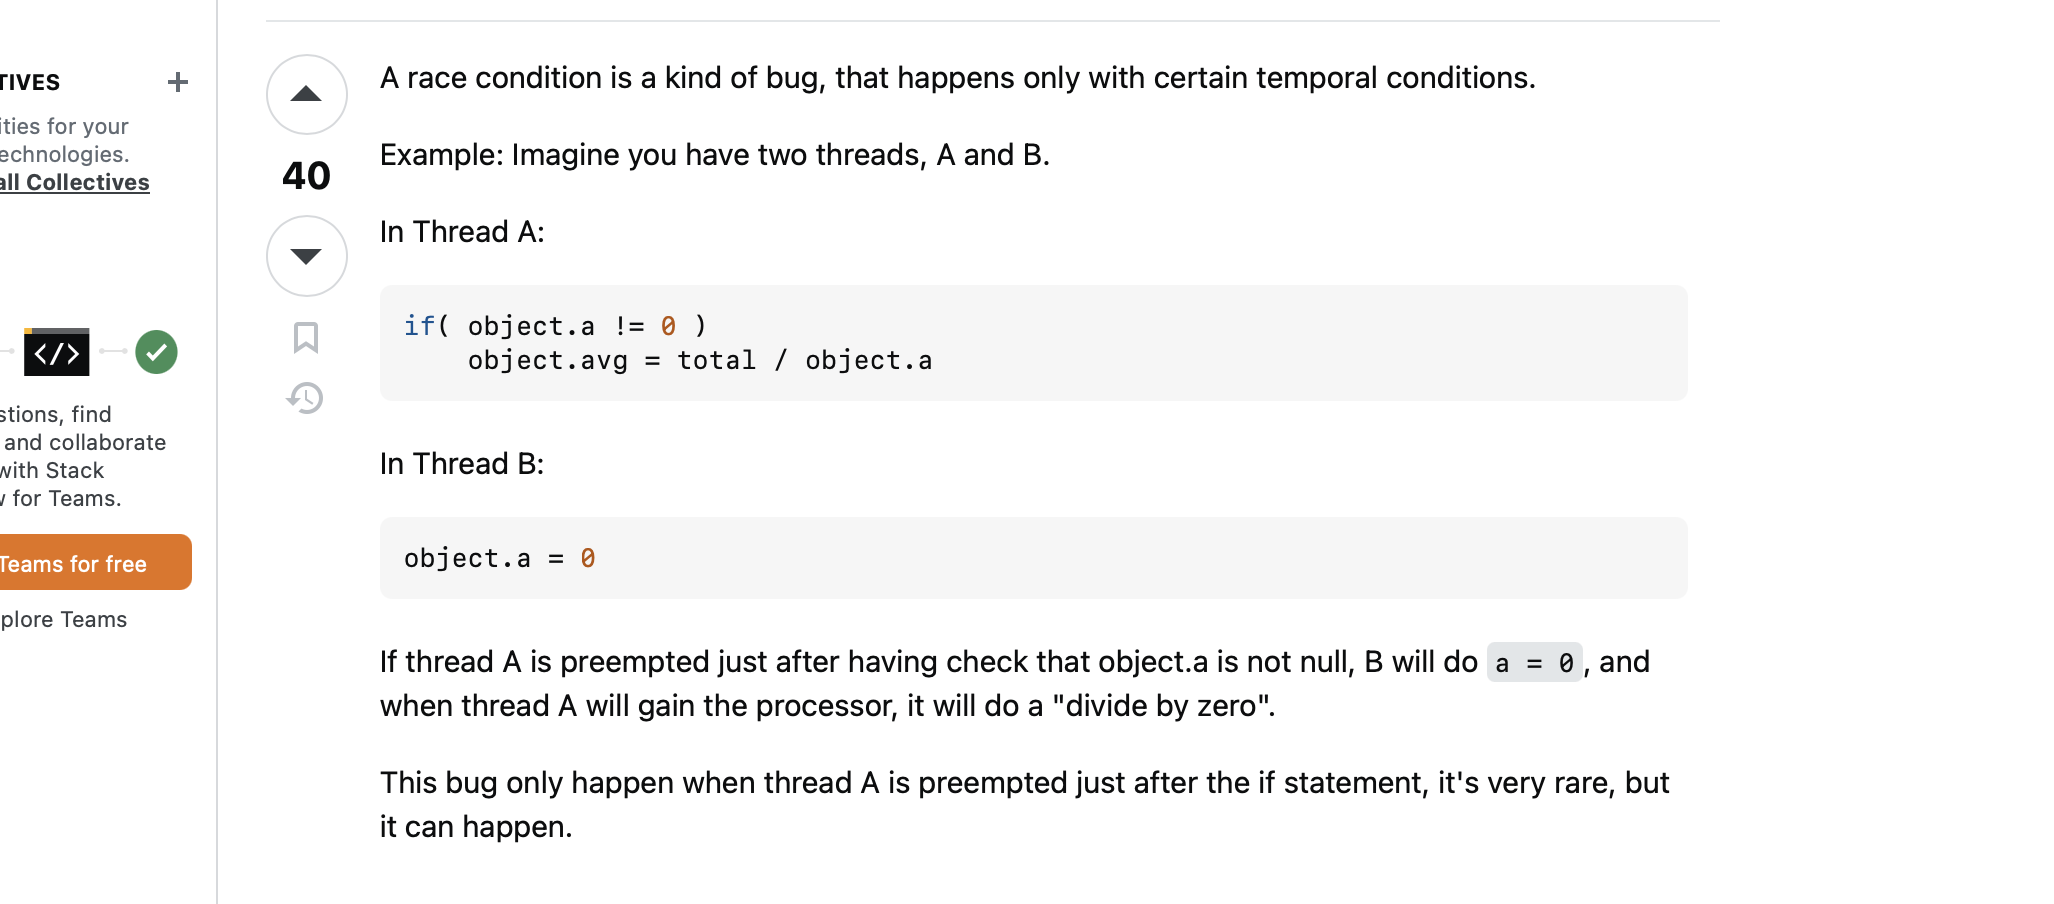 TIVES +
ities for your
echnologies.
all Collectives
</>
stions, find
and collaborate
with Stack
w for Teams.
Teams for free
plore Teams
40
A race condition is a kind of bug, that happens only with certain temporal conditions.
Example: Imagine you have two threads, A and B.
In Thread A:
if( object.a != 0 )
    object.avg = total / object.a
In Thread B:
object.a = 0
If thread A is preempted just after having check that object.a is not null, B will do a = 0, and
when thread A will gain the processor, it will do a "divide by zero".
This bug only happen when thread A is preempted just after the if statement, it's very rare, but
it can happen.